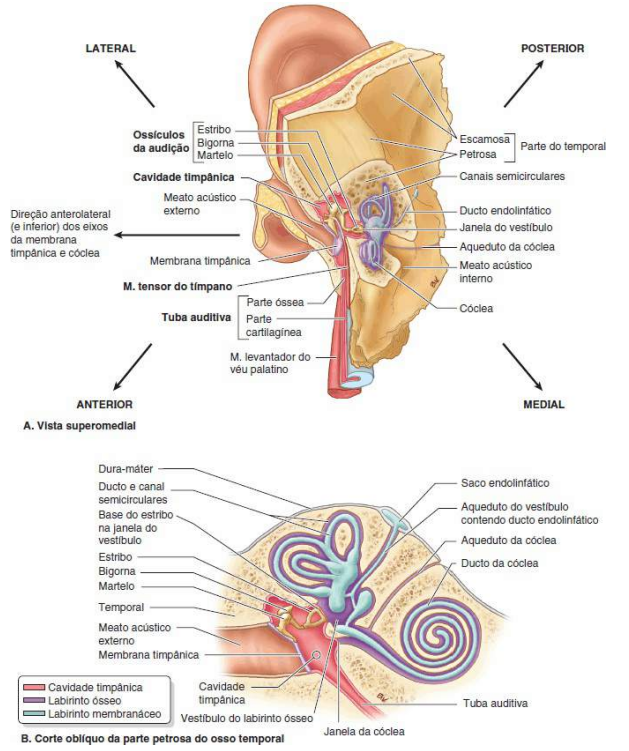 LATERAL
POSTERIOR
Ossículos
da audição
Estribo
Bigorna
Martelo
Cavidade timpânica
Meato acústico
externo
Direção anterolateral
(e inferior) dos eixos
da membrana
timpânica e cóclea
Membrana timpânica
M. tensor do tímpano
Tuba auditiva
Parte óssea
Parte
cartilagínea
M. levantador do
véu palatino
Escamosa
Petrosa
Parte do temporal
Canais semicirculares
Ducto endolinfático
Janela do vestíbulo
Aqueduto da cóclea
Meato acústico
interno
Cóclea
ANTERIOR
MEDIAL
A. Vista superomedial
Dura-máter
Ducto e canal
semicirculares
Base do estribo
na janela do
vestíbulo
Estribo
Bigorna
Martelo
Temporal
Meato acústico
externo
Membrana timpânica
Saco endolinfático
Aqueduto do vestíbulo
contendo ducto endolinfático
Aqueduto da cóclea
Ducto da cóclea
Cavidade
timpânica
Vestíbulo do labirinto ósseo
Janela da cóclea
Tuba auditiva
Cavidade timpânica
Labirinto ósseo
Labirinto membranáceo
B. Corte oblíquo da parte petrosa do osso temporal